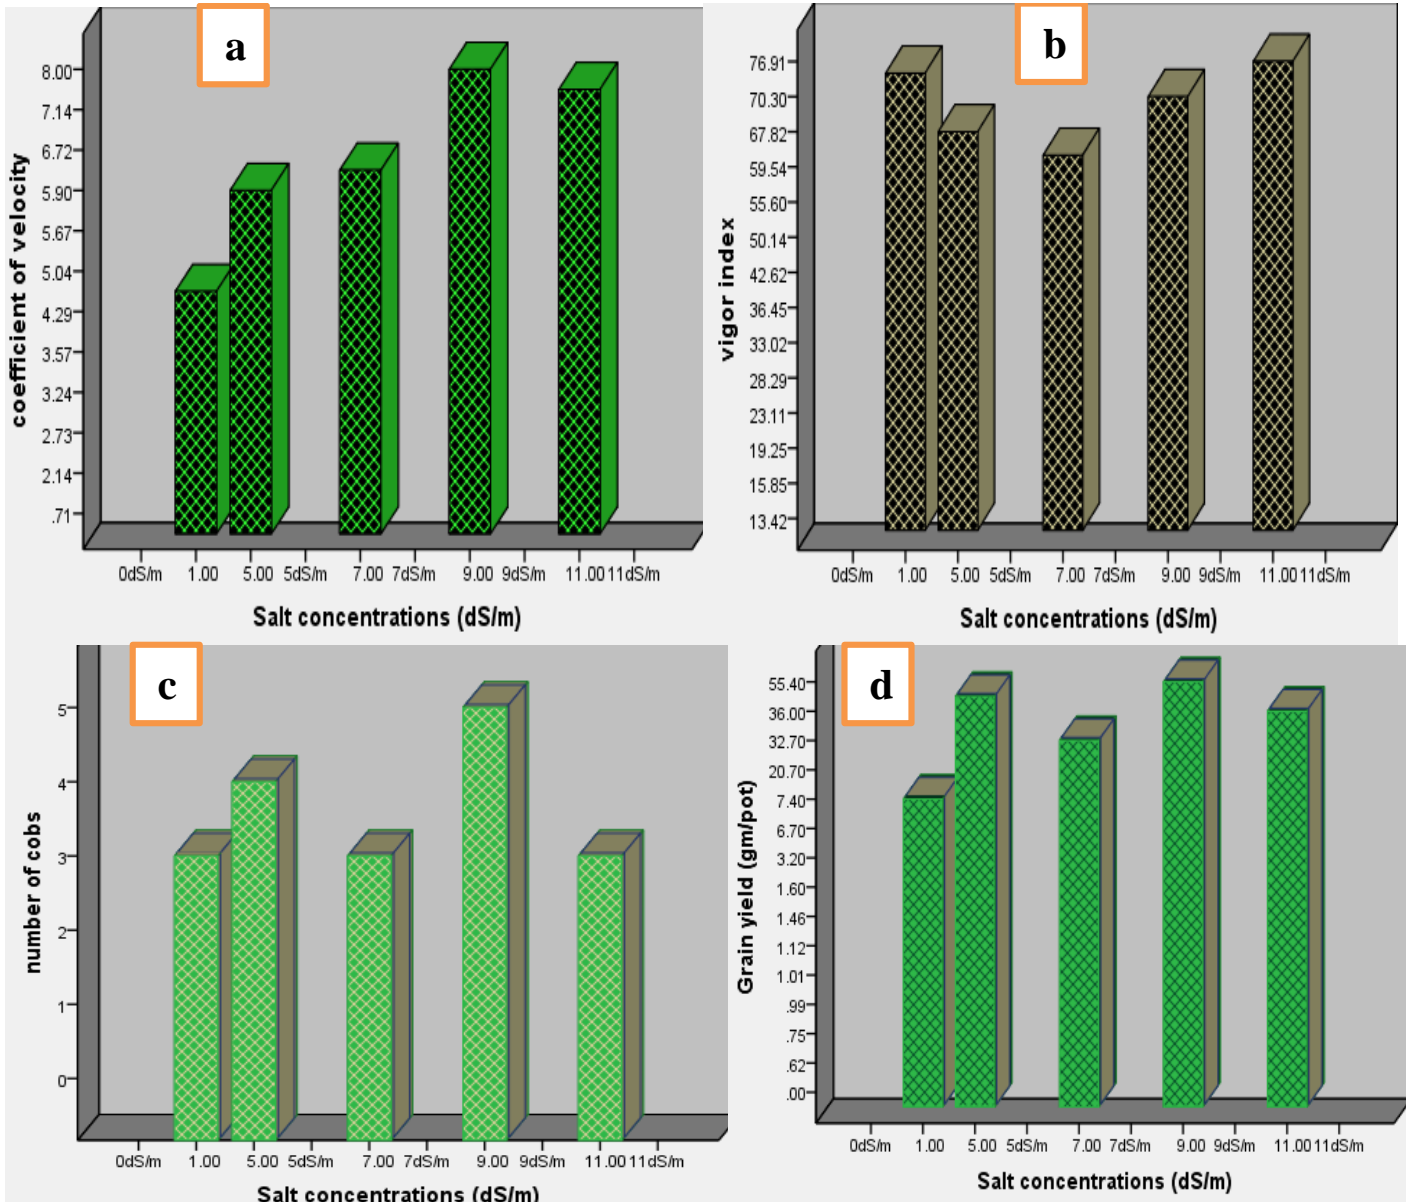 a
coefficient of velocity
8.00
7.14
6.72
5.90
5.67
5.04
4.29
3.57
3.24
2.73
2.14
.71
0dS/m 1.00 5.00 5dS/m 7.00 7dS/m 9.00 9dS/m 11.00 11dS/m
Salt concentrations (dS/m)
b
vigor index
76.91
70.30
67.82
59.54
55.60
50.14
42.62
36.45
33.02
28.29
23.11
19.25
15.85
13.42
0dS/m 1.00 5.00 5dS/m 7.00 7dS/m 9.00 9dS/m 11.00 11dS/m
Salt concentrations (dS/m)
c
number of cobs
5
4
3
2
1
0
0dS/m 1.00 5.00 5dS/m 7.00 7dS/m 9.00 9dS/m 11.00 11dS/m
Salt concentrations (dS/m)
d
Grain yield (gm/pot)
55.40
36.00
32.70
20.70
7.40
6.70
3.20
1.60
1.46
1.12
1.01
.99
.75
.62
.00
0dS/m 1.00 5.00 5dS/m 7.00 7dS/m 9.00 9dS/m 11.00 11dS/m
Salt concentrations (dS/m)